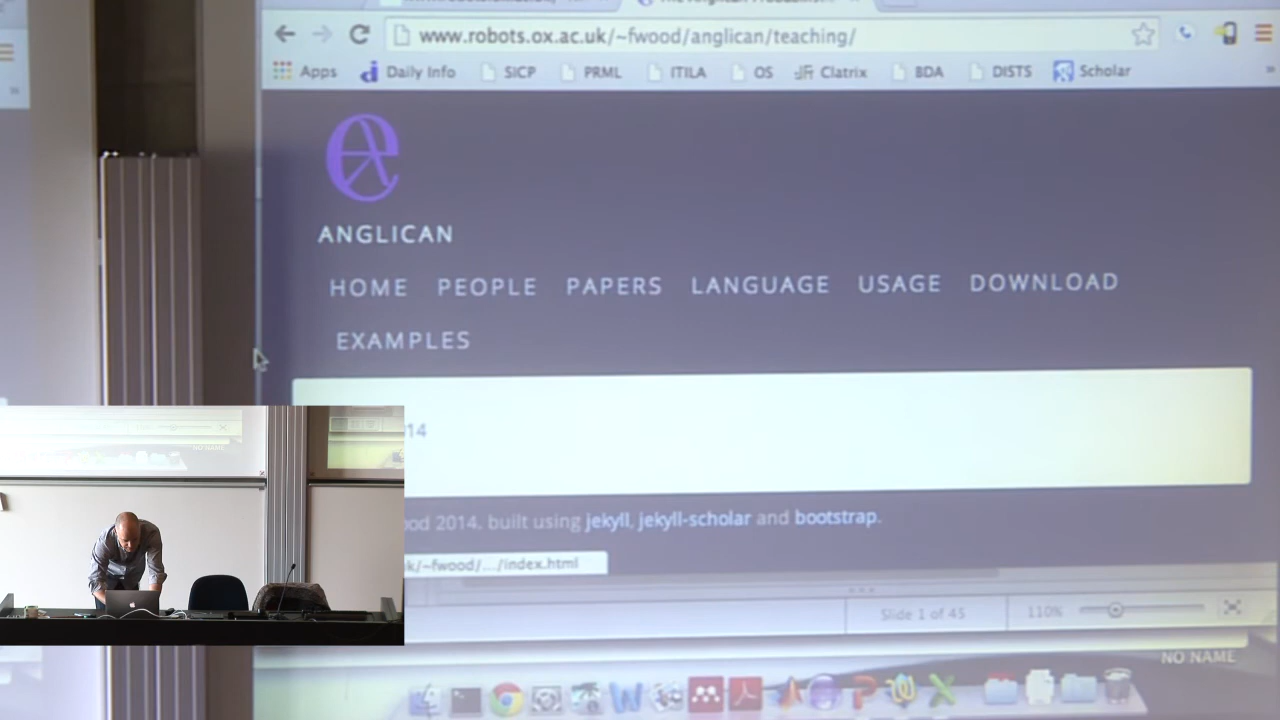 www.robots.ox.ac.uk/~fwood/anglican/teaching/
Apps Daily Info SICP PRML ITILA OS Clatrix BDA DISTS Scholar
ANGLICAN
HOME PEOPLE PAPERS LANGUAGE USAGE DOWNLOAD
EXAMPLES
14
ood 2014. built using jekyll, jekyll-scholar and bootstrap.
k/~fwood/.../index.html
Slide 1 of 45 110%
NO NAME